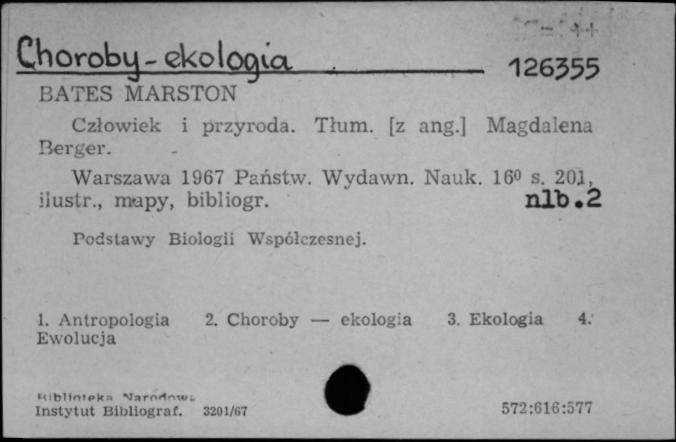 Choroby - ekologia
126355
BATES MARSTON
Człowiek i przyroda. Tłum. [z ang.] Magdalena
Berger.
Warszawa 1967 Państw. Wydawn. Nauk. 16⁰ s. 201,
ilustr., mapy, bibliogr. nlb.2
Podstawy Biologii Współczesnej.
1. Antropologia 2. Choroby — ekologia 3. Ekologia 4.
Ewolucja
Biblioteka Narodowa
Instytut Bibliograf. 3201/67
572:616:577